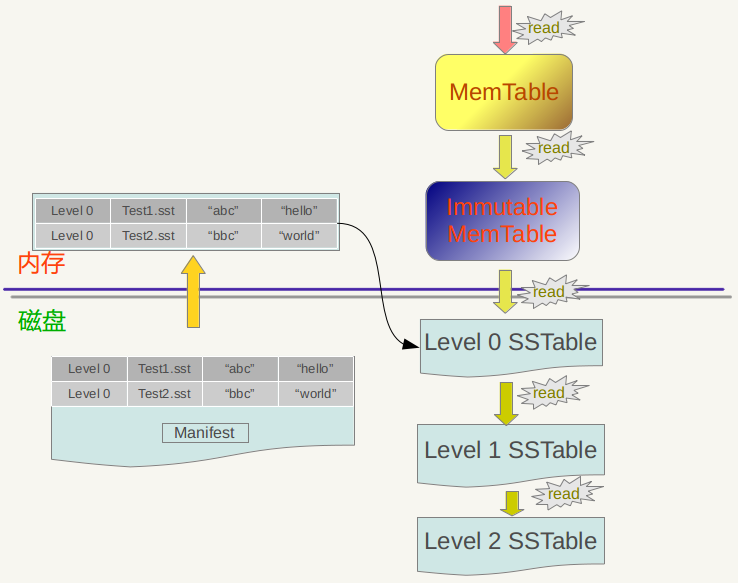 read
MemTable
read
Immutable
MemTable
Level 0 Test1.sst “abc” “hello”
Level 0 Test2.sst “bbc” “world”
内存
read
磁盘
Level 0 SSTable
Level 0 Test1.sst “abc” “hello”
Level 0 Test2.sst “bbc” “world”
Manifest
read
Level 1 SSTable
read
Level 2 SSTable